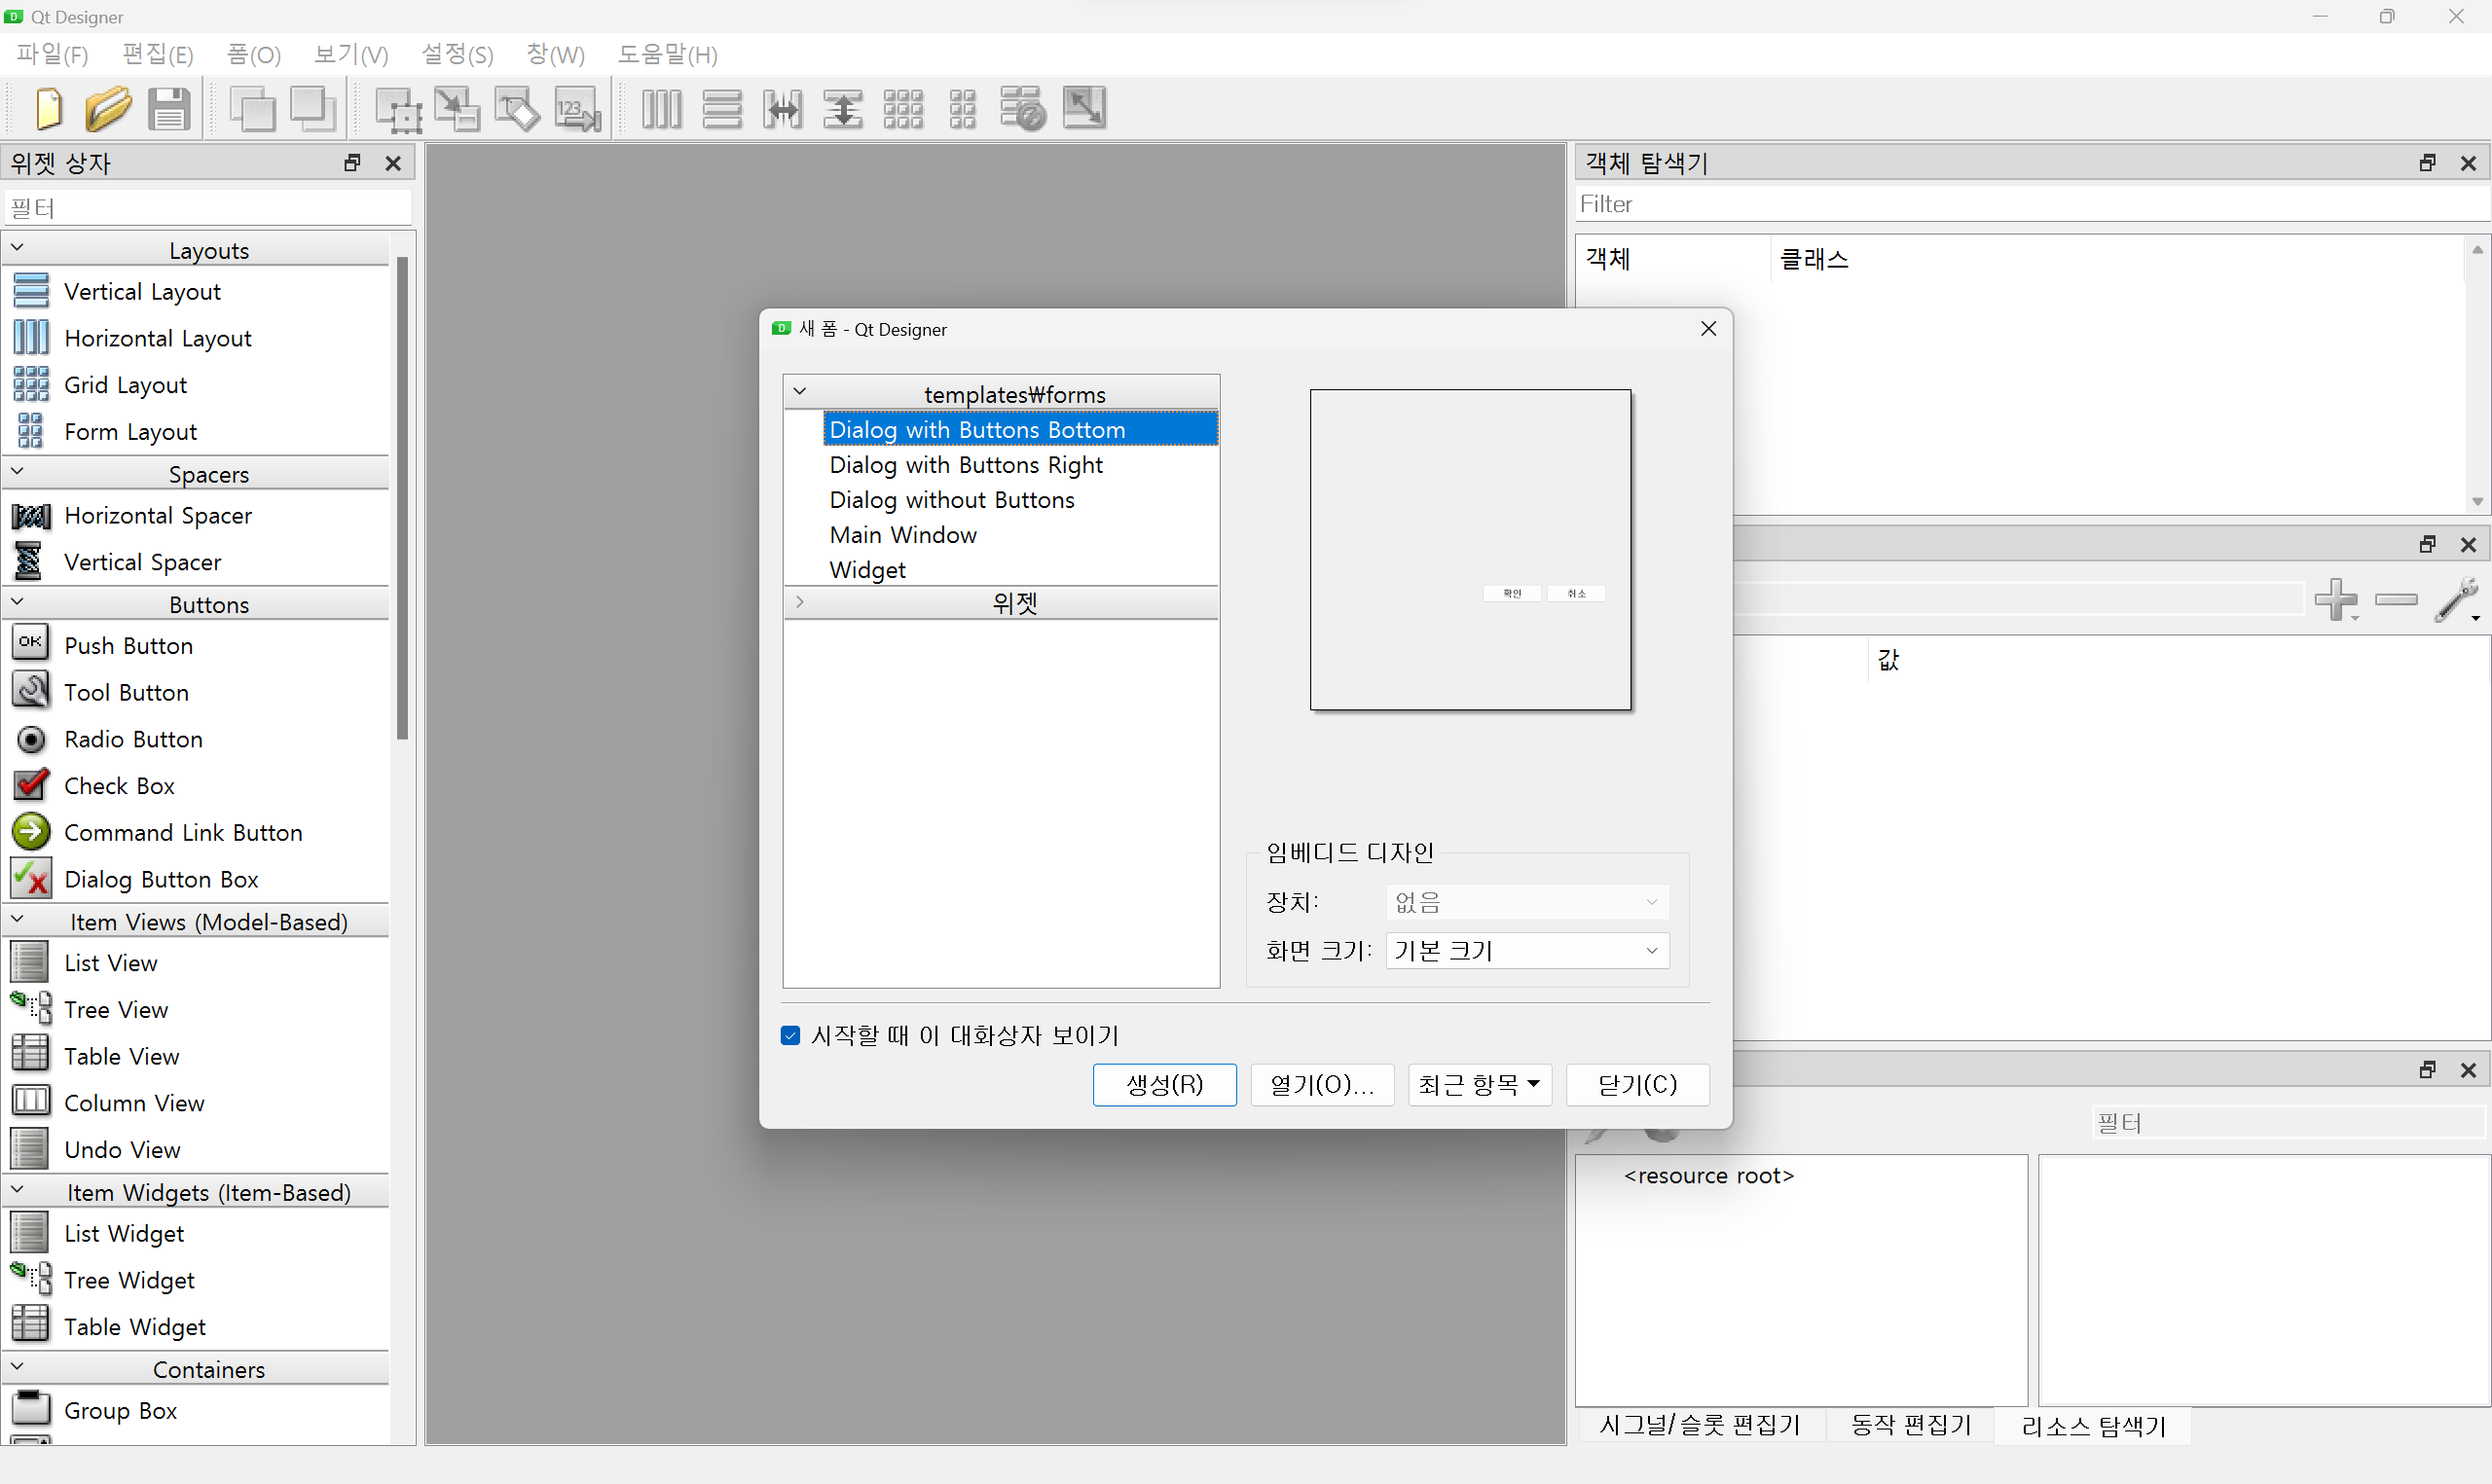 Qt Designer
파일(F) 편집(E) 폼(O) 보기(V) 설정(S) 창(W) 도움말(H)
123
위젯 상자
필터
Layouts
Vertical Layout
Horizontal Layout
Grid Layout
Form Layout
Spacers
Horizontal Spacer
Vertical Spacer
Buttons
OK Push Button
Tool Button
Radio Button
Check Box
Command Link Button
Dialog Button Box
Item Views (Model-Based)
List View
Tree View
Table View
Column View
Undo View
Item Widgets (Item-Based)
List Widget
Tree Widget
Table Widget
Containers
Group Box
새 폼 - Qt Designer
templates₩forms
Dialog with Buttons Bottom
Dialog with Buttons Right
Dialog without Buttons
Main Window
Widget
위젯
확인 취소
임베디드 디자인
장치: 없음
화면 크기: 기본 크기
시작할 때 이 대화상자 보이기
생성(R) 열기(O)... 최근 항목 닫기(C)
객체 탐색기
Filter
객체 클래스
값
필터
<resource root>
시그널/슬롯 편집기 동작 편집기 리소스 탐색기